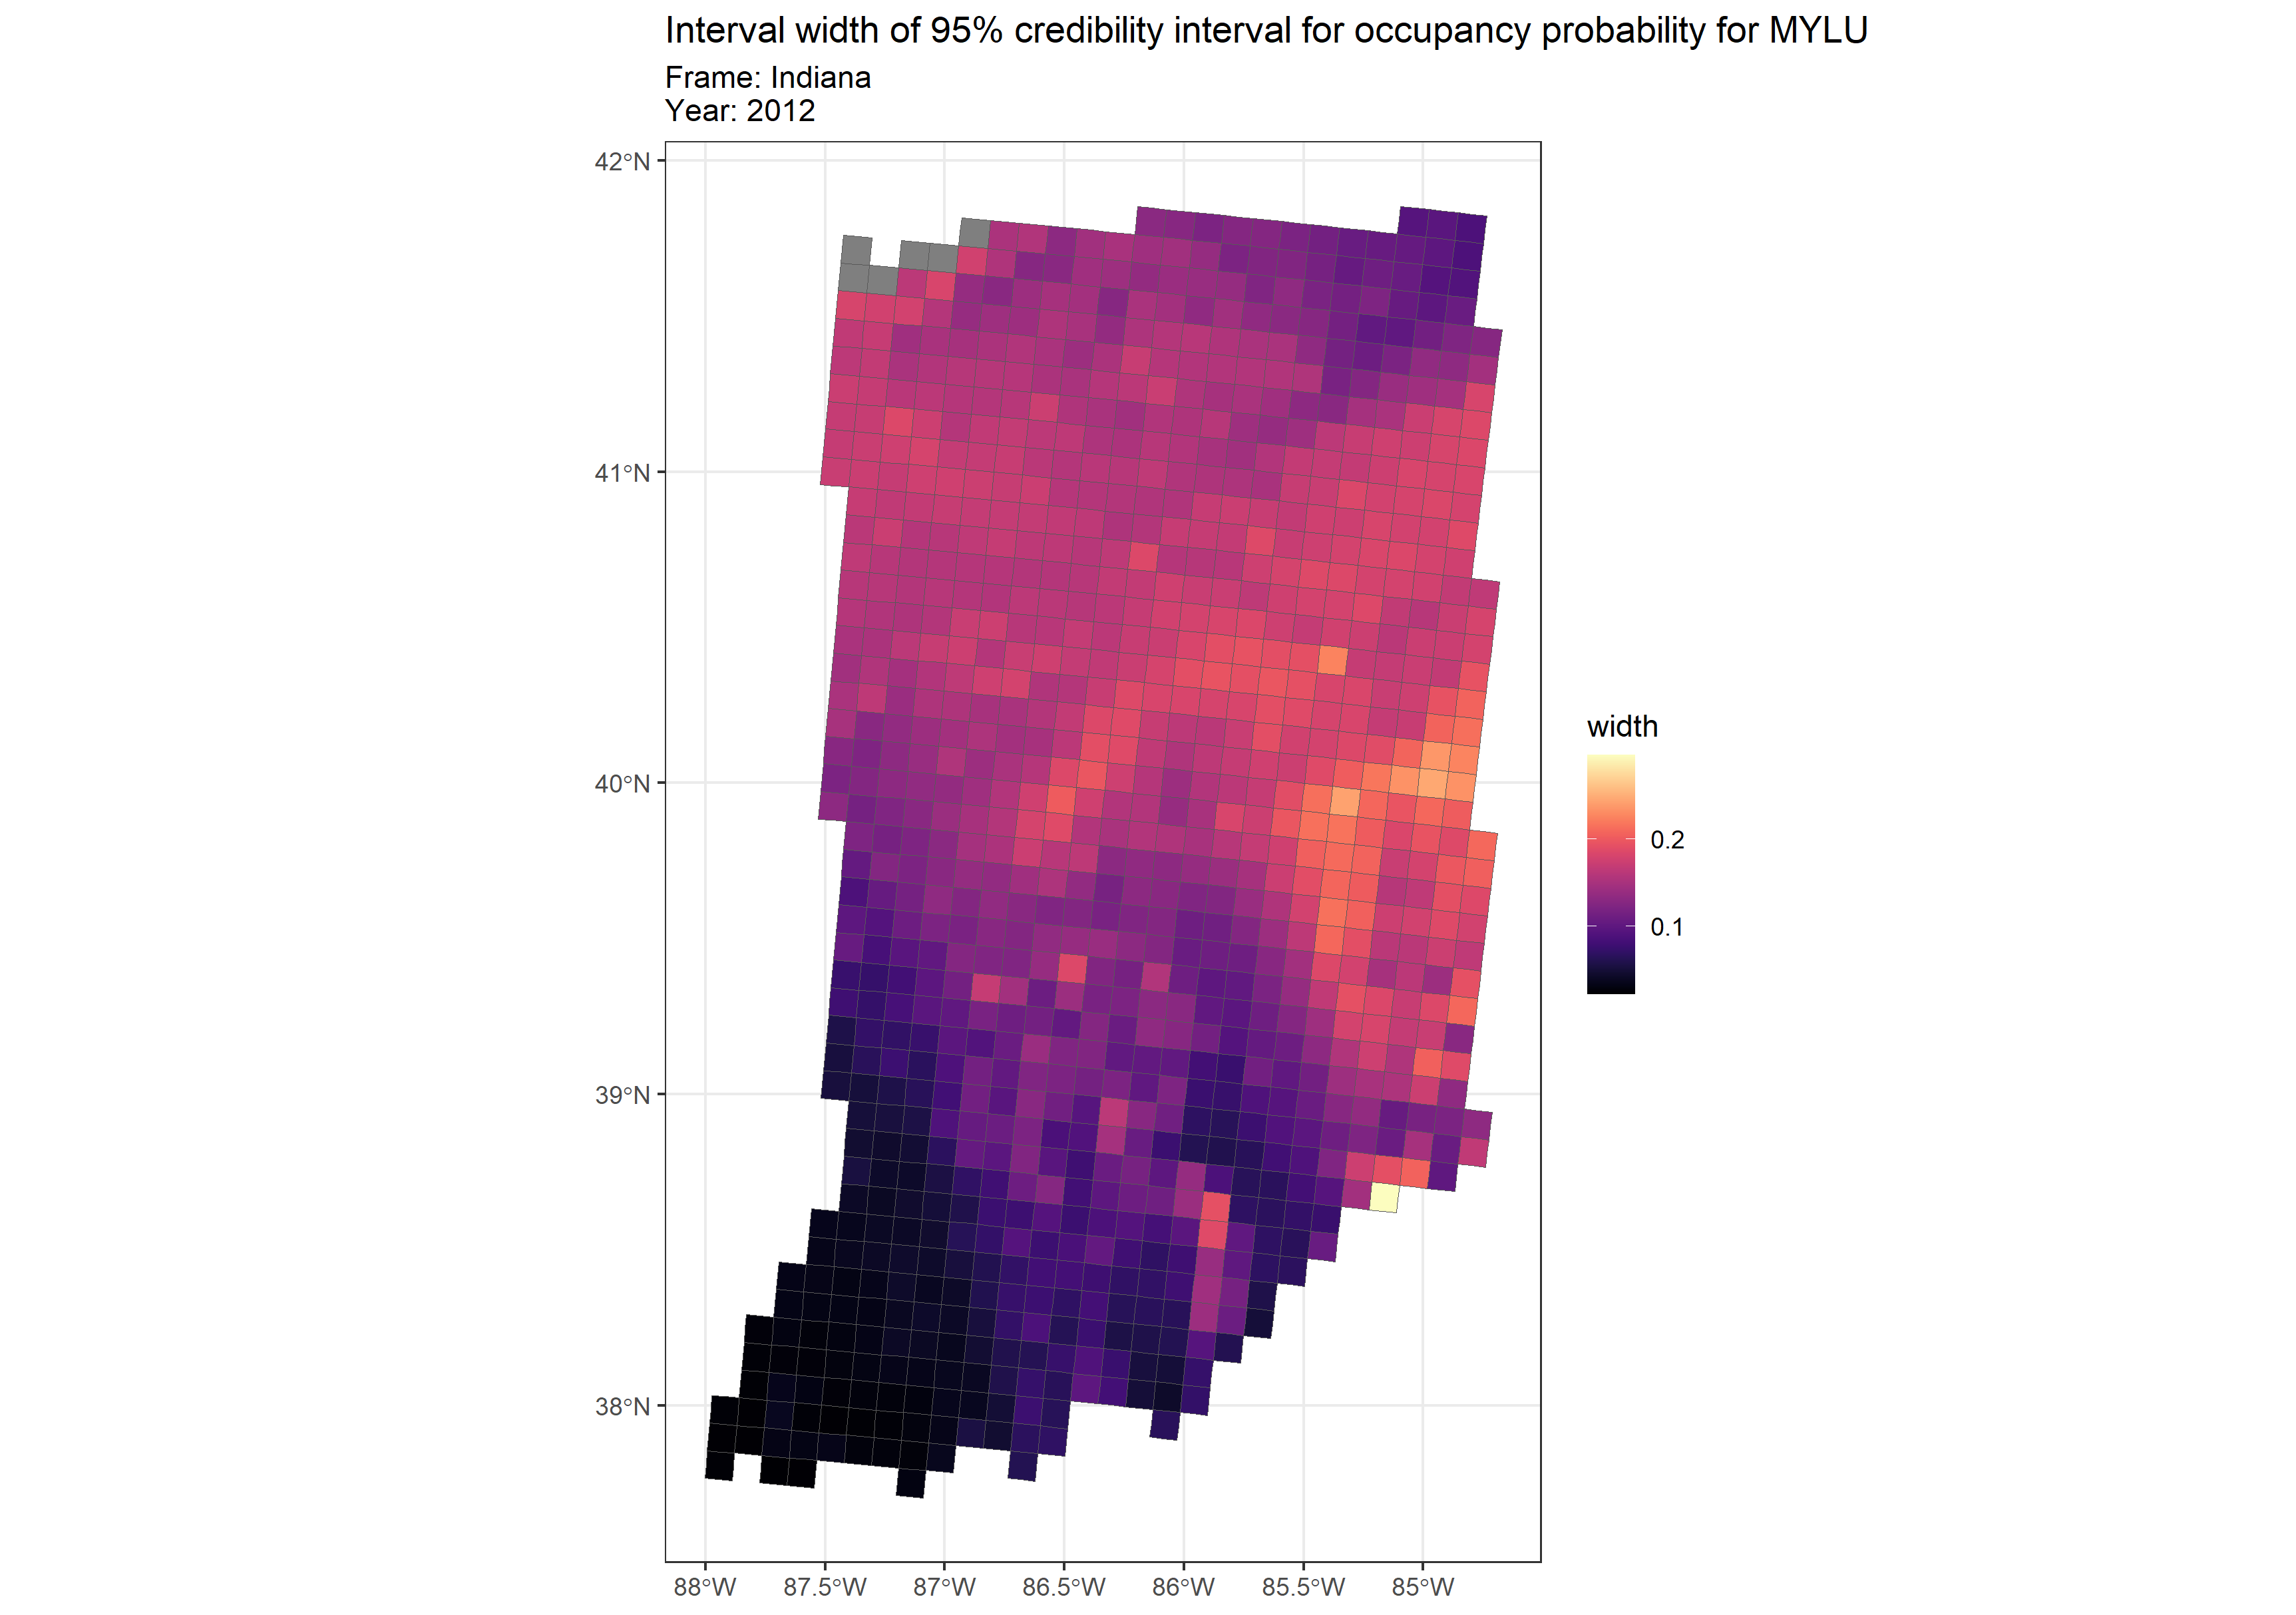 Interval width of 95% credibility interval for occupancy probability for MYLU
Frame: Indiana
Year: 2012
42°N
41°N
40°N
39°N
38°N
88°W
87.5°W
87°W
86.5°W
86°W
85.5°W
85°W
width
0.2
0.1